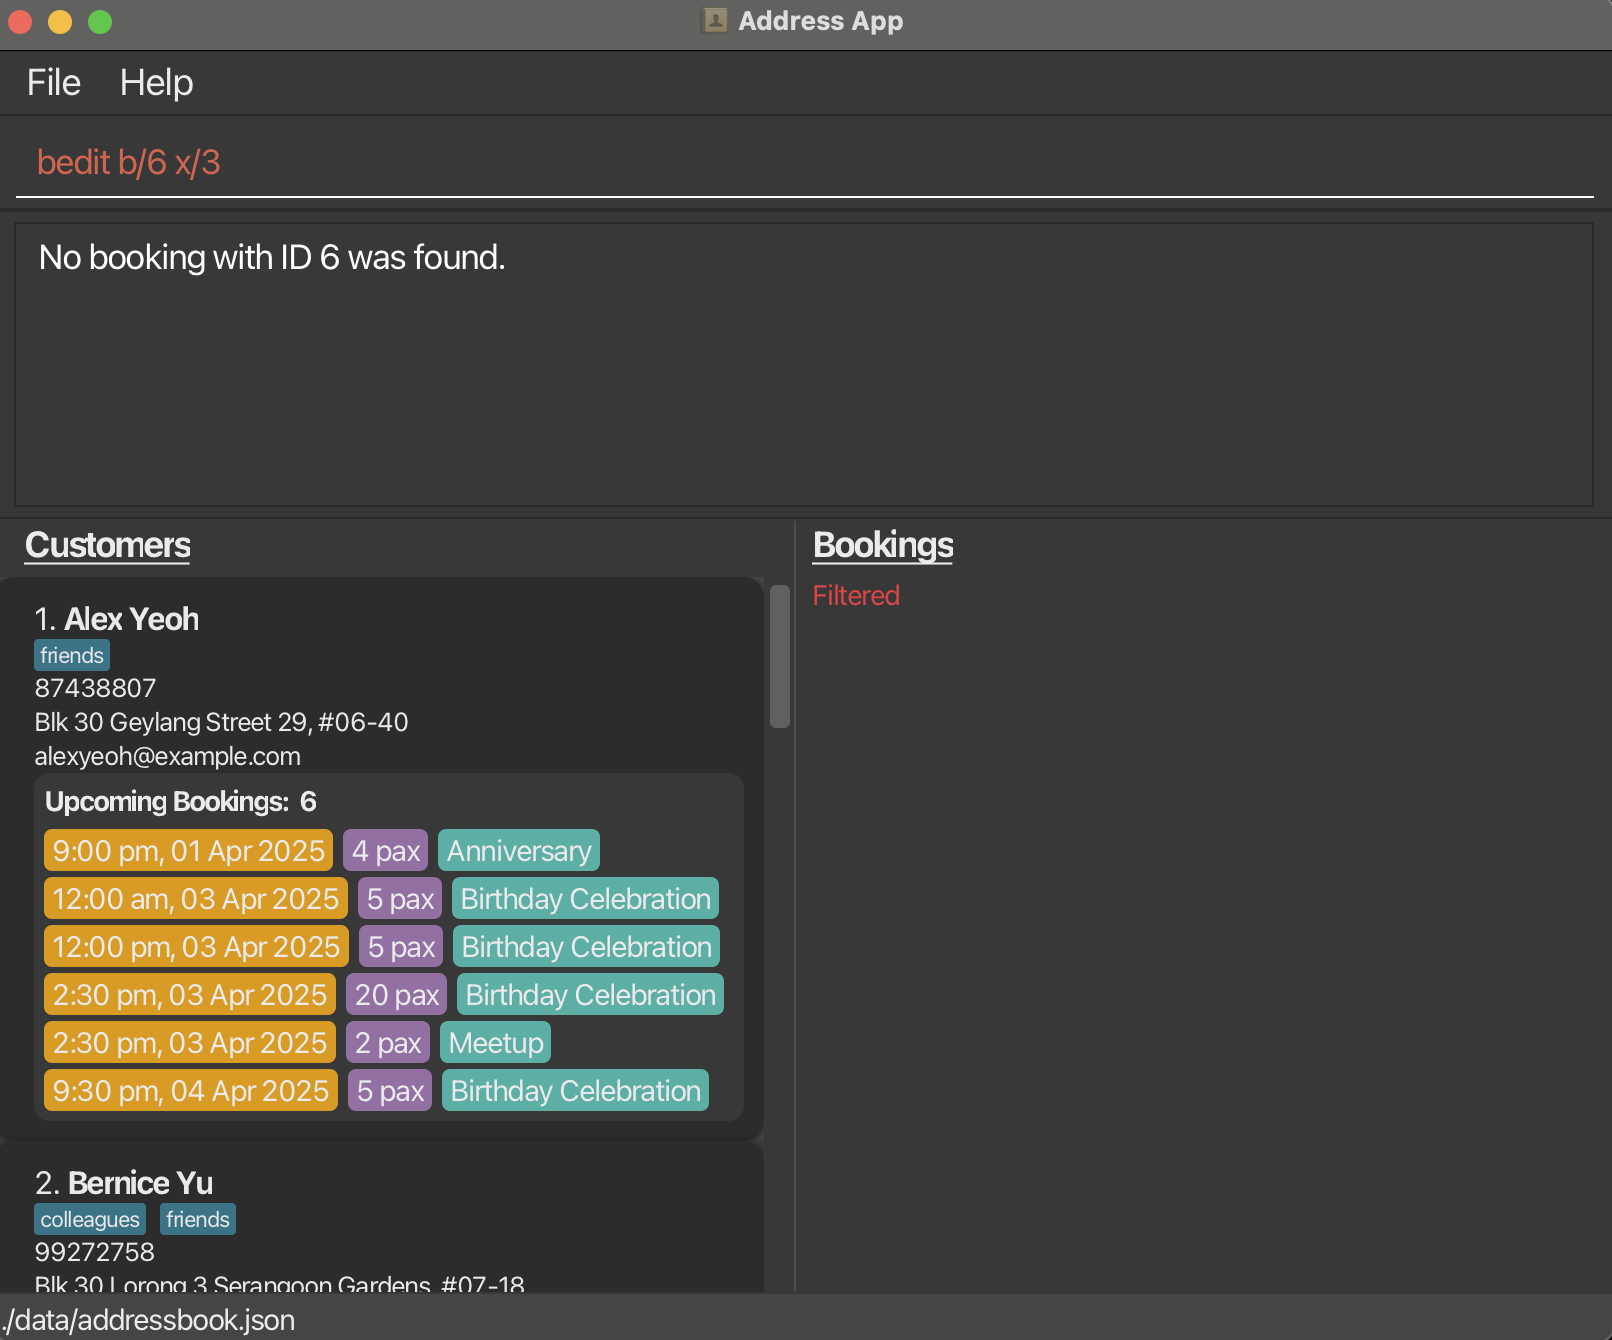 Address App
File Help
bedit b/6 x/3
No booking with ID 6 was found.
Customers
1. Alex Yeoh
friends
87438807
Blk 30 Geylang Street 29, #06-40
alexyeoh@example.com
Upcoming Bookings: 6
9:00 pm, 01 Apr 2025 4 pax Anniversary
12:00 am, 03 Apr 2025 5 pax Birthday Celebration
12:00 pm, 03 Apr 2025 5 pax Birthday Celebration
2:30 pm, 03 Apr 2025 20 pax Birthday Celebration
2:30 pm, 03 Apr 2025 2 pax Meetup
9:30 pm, 04 Apr 2025 5 pax Birthday Celebration
2. Bernice Yu
colleagues friends
99272758
Blk 30 Lorong 3 Serangoon Gardens, #07-18
Bookings
Filtered
./data/addressbook.json